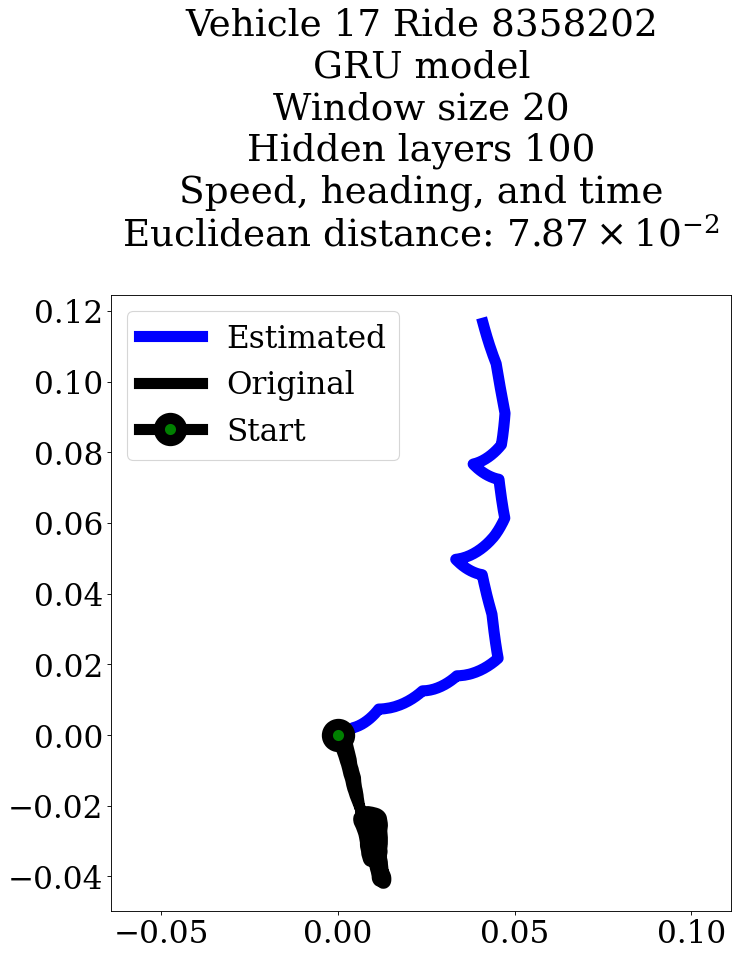 Vehicle 17 Ride 8358202
GRU model
Window size 20
Hidden layers 100
Speed, heading, and time
Euclidean distance: 7.87 × 10⁻²
0.12
0.10
0.08
0.06
0.04
0.02
0.00
−0.02
−0.04
Estimated
Original
Start
−0.05
0.00
0.05
0.10